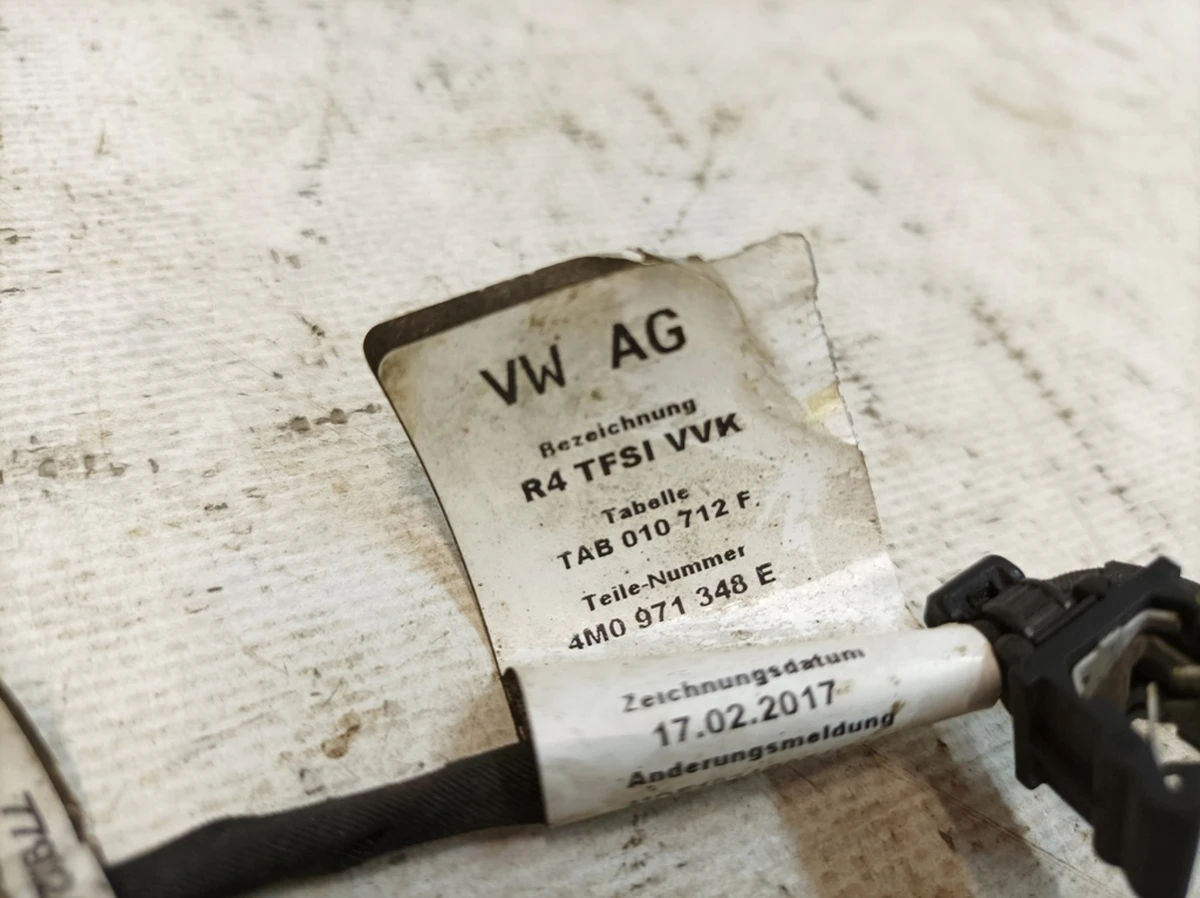 VW AG
Bezeichnung
R4 TFSI VVK
Tabelle
TAB 010 712 F.
Teile-Nummer
4M0 971 348 E
Zeichnungsdatum
17.02.2017
Änderungsmeldung